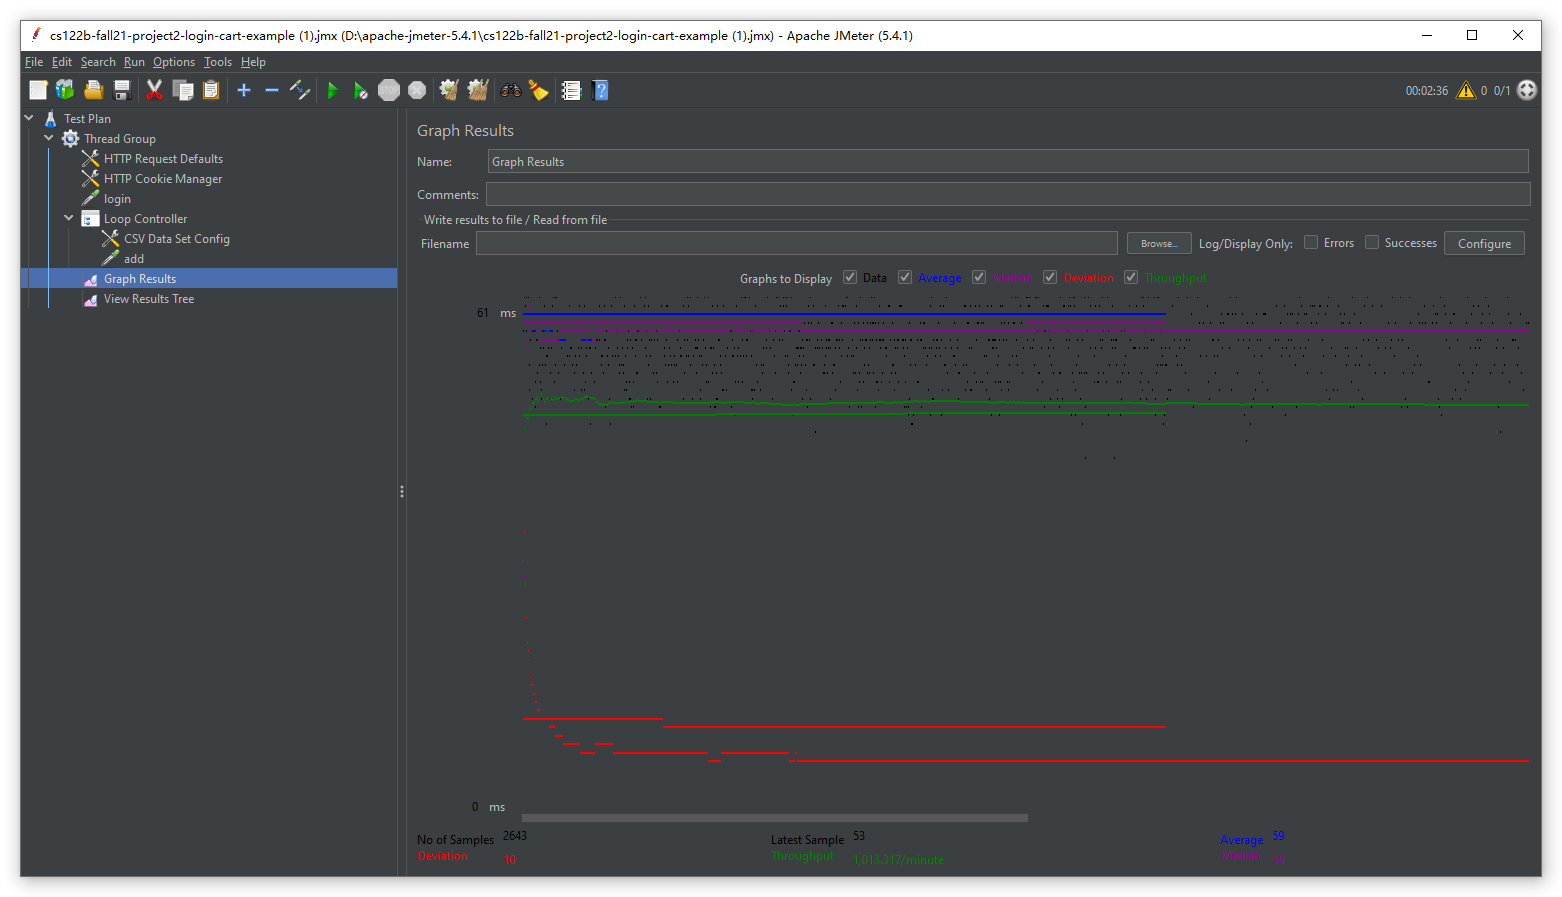 cs122b-fall21-project2-login-cart-example (1).jmx (D:\apache-jmeter-5.4.1\cs122b-fall21-project2-login-cart-example (1).jmx) - Apache JMeter (5.4.1)
File Edit Search Run Options Tools Help
STOP
00:02:36 0 0/1
Test Plan
Thread Group
HTTP Request Defaults
HTTP Cookie Manager
login
Loop Controller
CSV Data Set Config
add
Graph Results
View Results Tree
Graph Results
Name: Graph Results
Comments:
Write results to file / Read from file
Filename Browse... Log/Display Only: Errors Successes Configure
Graphs to Display Data Average Median Deviation Throughput
61 ms
0 ms
No of Samples 2643 Latest Sample 53 Average 59
Deviation 10 Throughput 1,013.317/minute Median